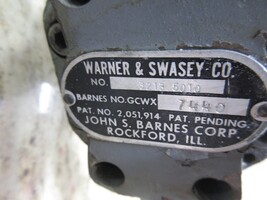 WARNER & SWASEY CO.
NO.
BARNES NO. GCWX
PAT. NO. 2,051,914 PAT. PENDING
JOHN S. BARNES CORP.
ROCKFORD, ILL.